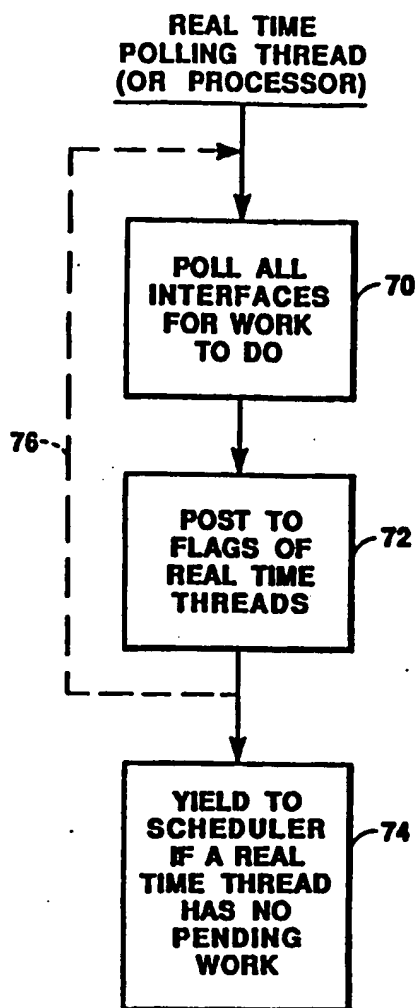 REAL TIME
POLLING THREAD
(OR PROCESSOR)
POLL ALL
INTERFACES
FOR WORK
TO DO
70
76
POST TO
FLAGS OF
REAL TIME
THREADS
72
YIELD TO
SCHEDULER
IF A REAL
TIME THREAD
HAS NO
PENDING
WORK
74